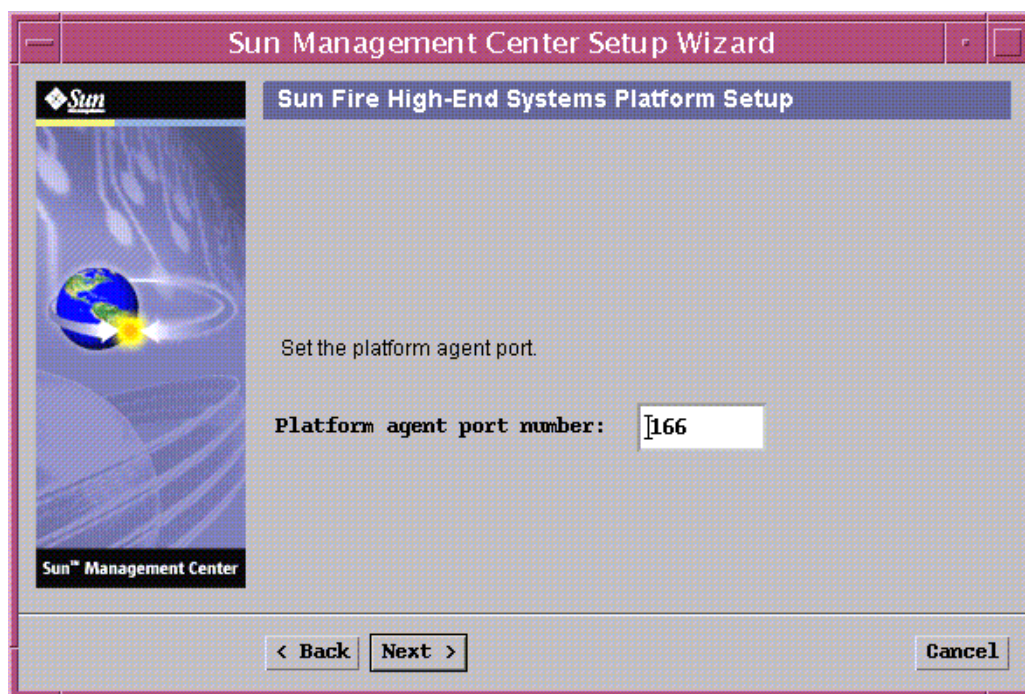 Sun Management Center Setup Wizard
Sun
Sun Fire High-End Systems Platform Setup
Set the platform agent port.
Platform agent port number: 166
Sun™ Management Center
< Back Next > Cancel